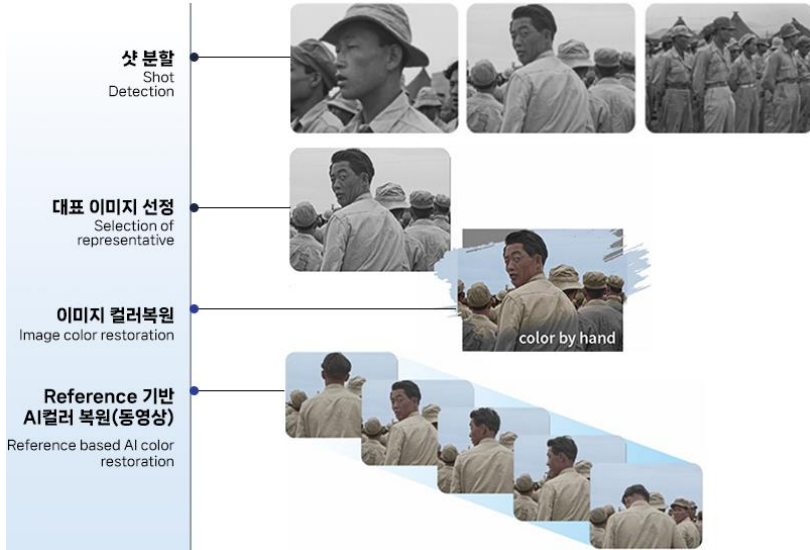 샷 분할
Shot
Detection
대표 이미지 선정
Selection of
representative
이미지 컬러복원
Image color restoration
color by hand
Reference 기반
AI컬러 복원(동영상)
Reference based AI color
restoration